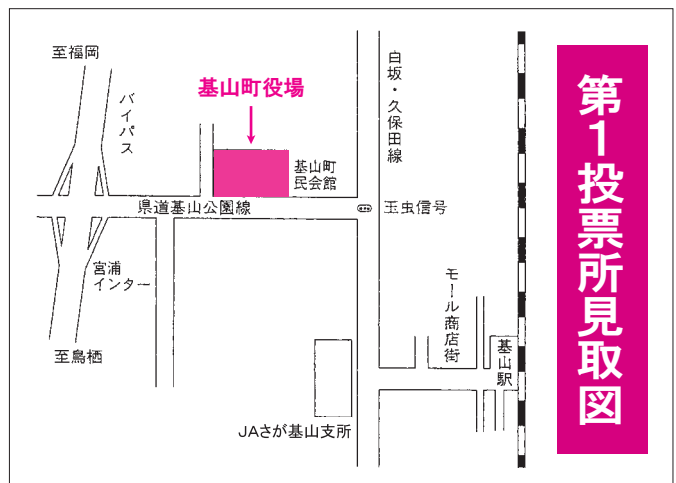 第1投票所見取図
至福岡
バイパス
基山町役場
白坂・久保田線
基山町
民会館
県道基山公園線
玉虫信号
宮浦
インター
モール商店街
基山駅
至鳥栖
JAさが基山支所